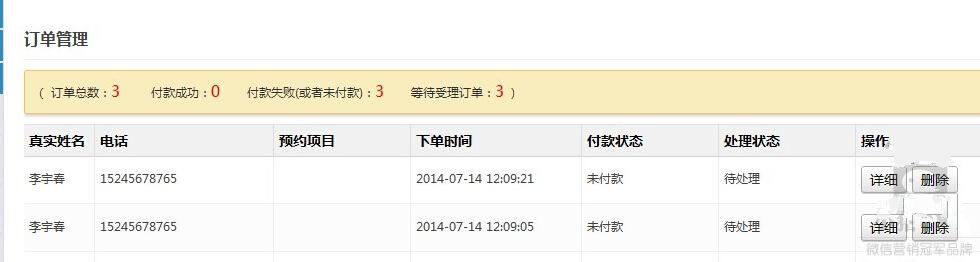 订单管理
( 订单总数：3 付款成功：0 付款失败(或者未付款)：3 等待受理订单：3 )
真实姓名 电话 预约项目 下单时间 付款状态 处理状态 操作
李宇春 15245678765 2014-07-14 12:09:21 未付款 待处理 详细 删除
李宇春 15245678765 2014-07-14 12:09:05 未付款 待处理 详细 删除
微信营销冠军品牌